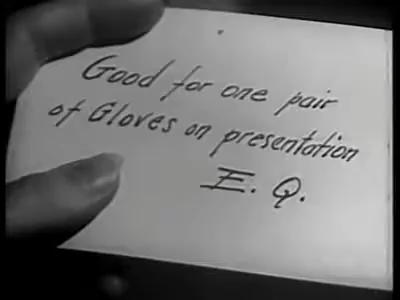 Good for one pair
of Gloves on presentation
E. Q.